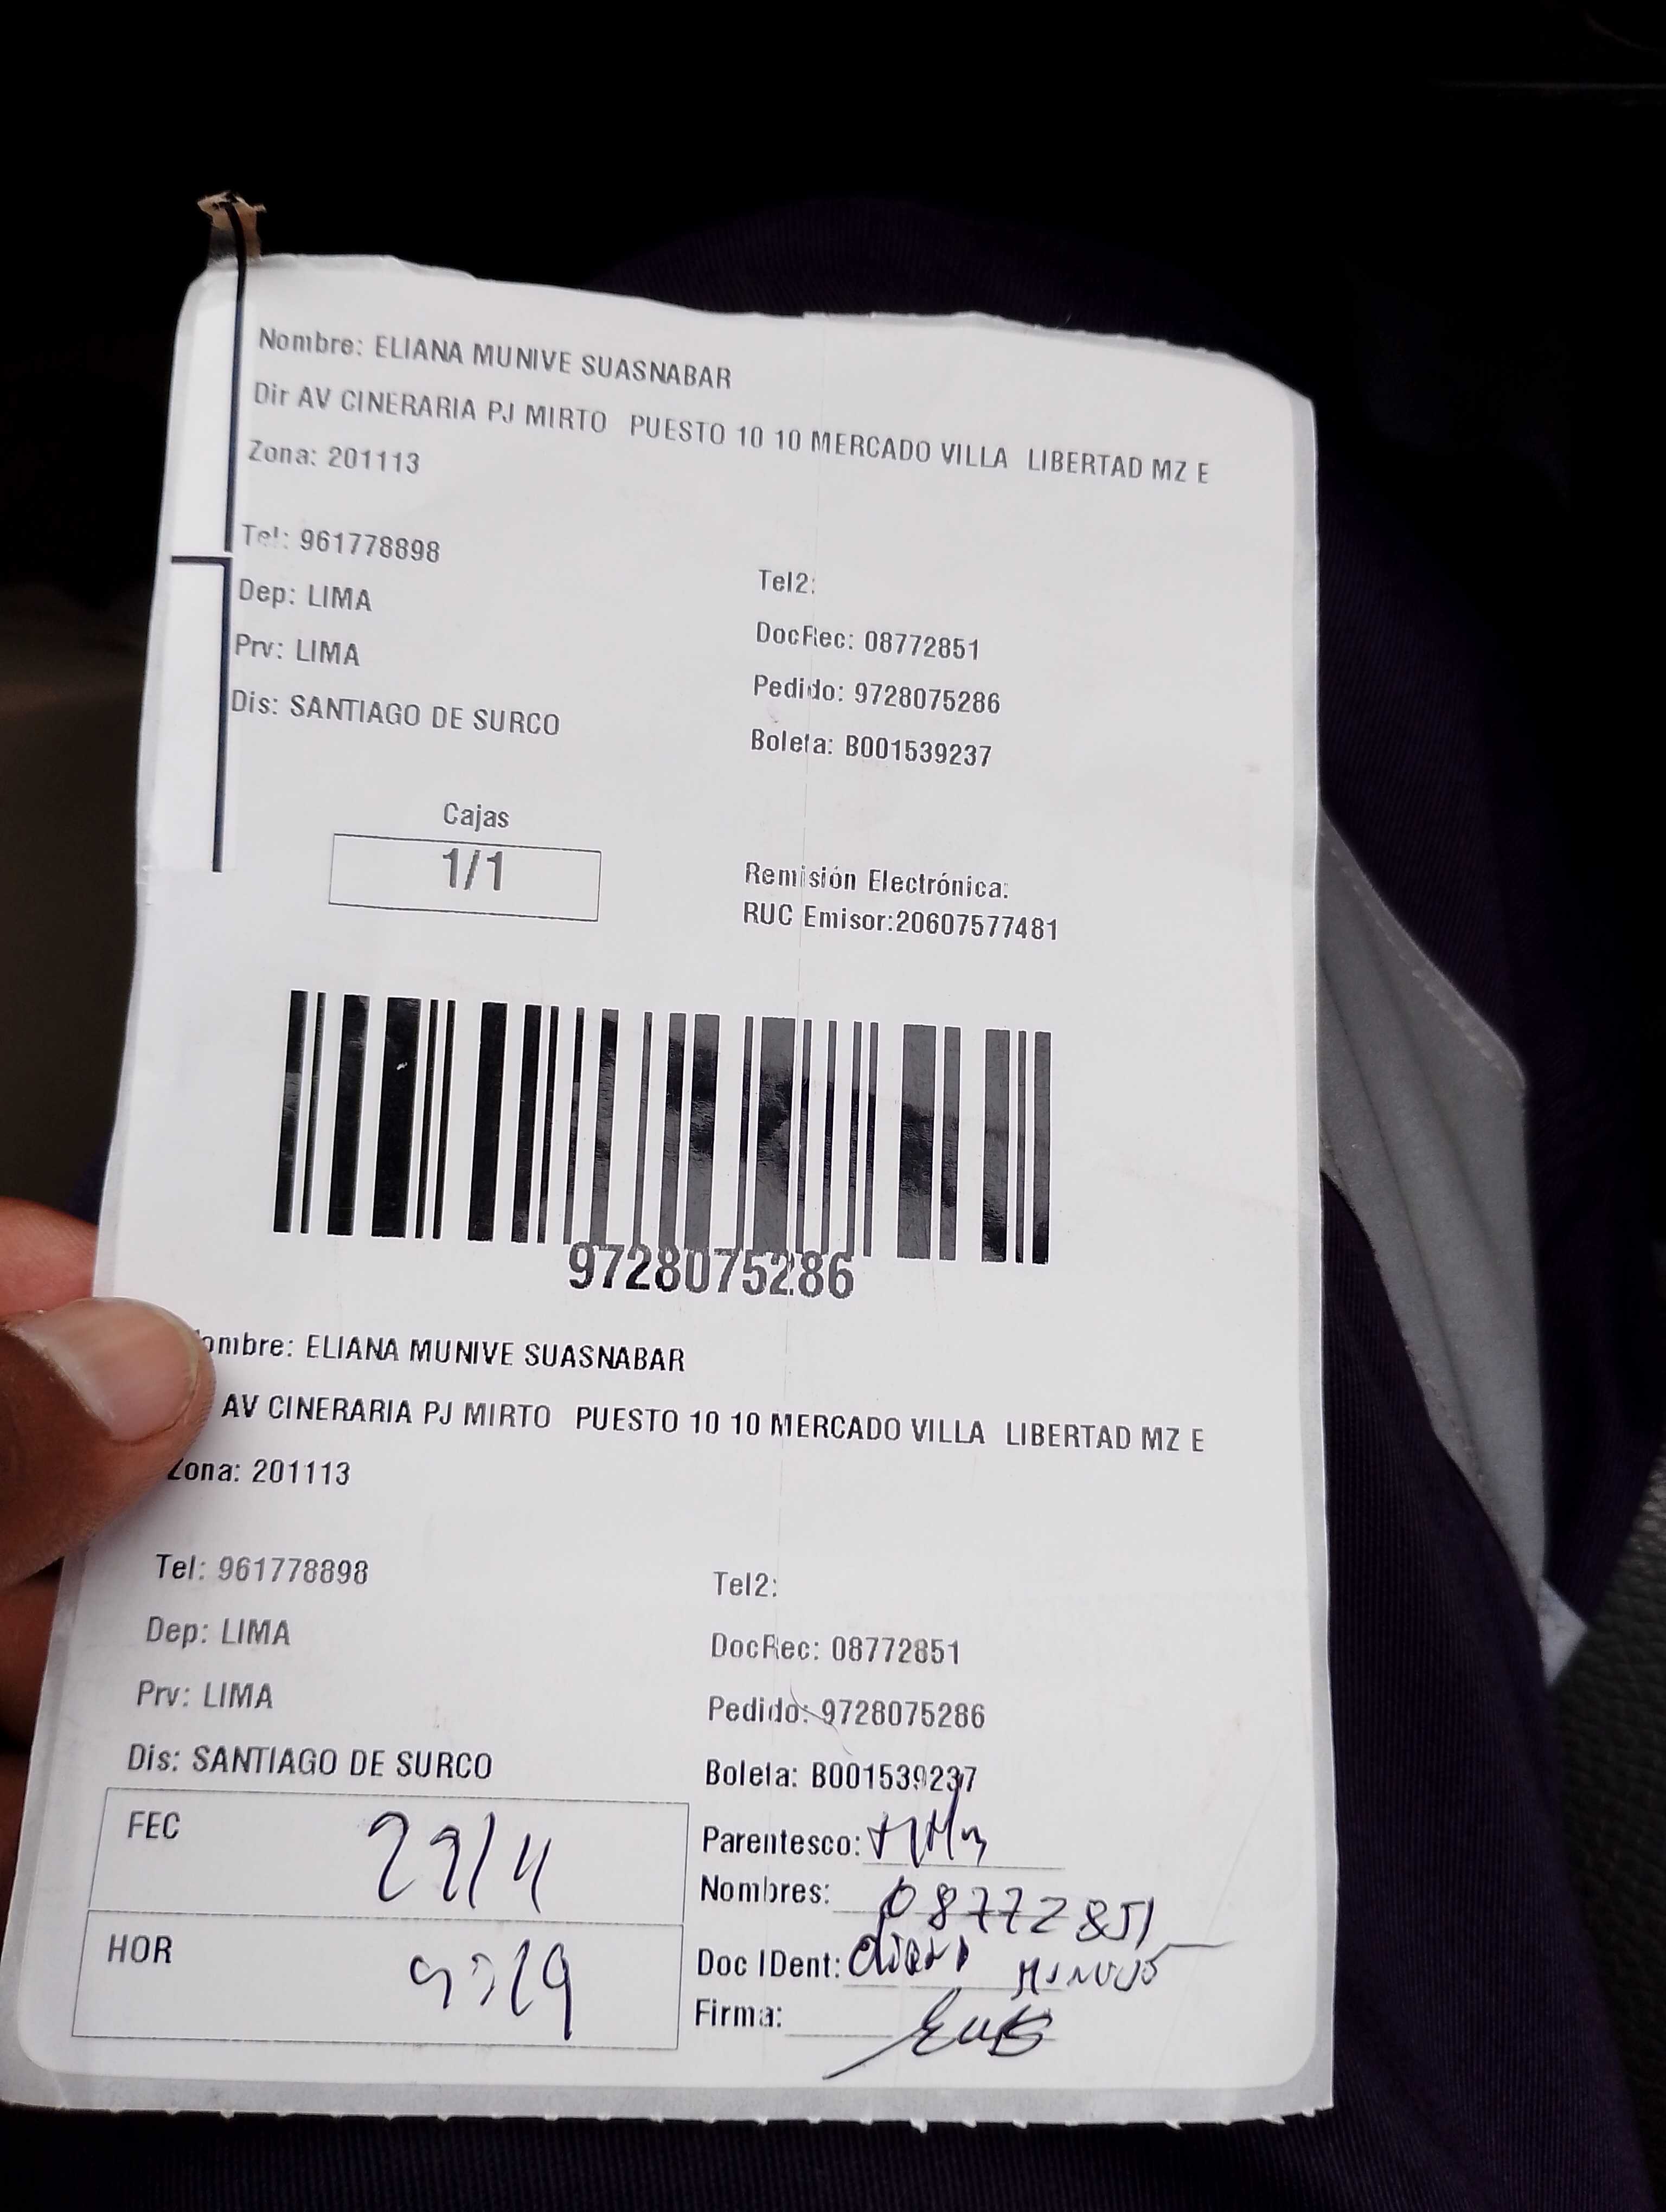 Nombre: ELIANA MUNIVE SUASNABAR
Dir AV CINERARIA PJ MIRTO PUESTO 10 10 MERCADO VILLA LIBERTAD MZ E
Zona: 201113
Tel: 961778898
Tel2:
Dep: LIMA
DocRec: 08772851
Prv: LIMA
Pedido: 9728075286
Dis: SANTIAGO DE SURCO
Boleta: B001539237
Cajas
1/1
Remisión Electrónica:
RUC Emisor:20607577481
9728075286
ombre: ELIANA MUNIVE SUASNABAR
AV CINERARIA PJ MIRTO PUESTO 10 10 MERCADO VILLA LIBERTAD MZ E
Zona: 201113
Tel: 961778898
Tel2:
Dep: LIMA
DocRec: 08772851
Prv: LIMA
Pedido: 9728075286
Dis: SANTIAGO DE SURCO
Boleta: B001539237
FEC 29/4
Parentesco:
Nombres: 08772851
HOR
Doc IDent:
Firma: